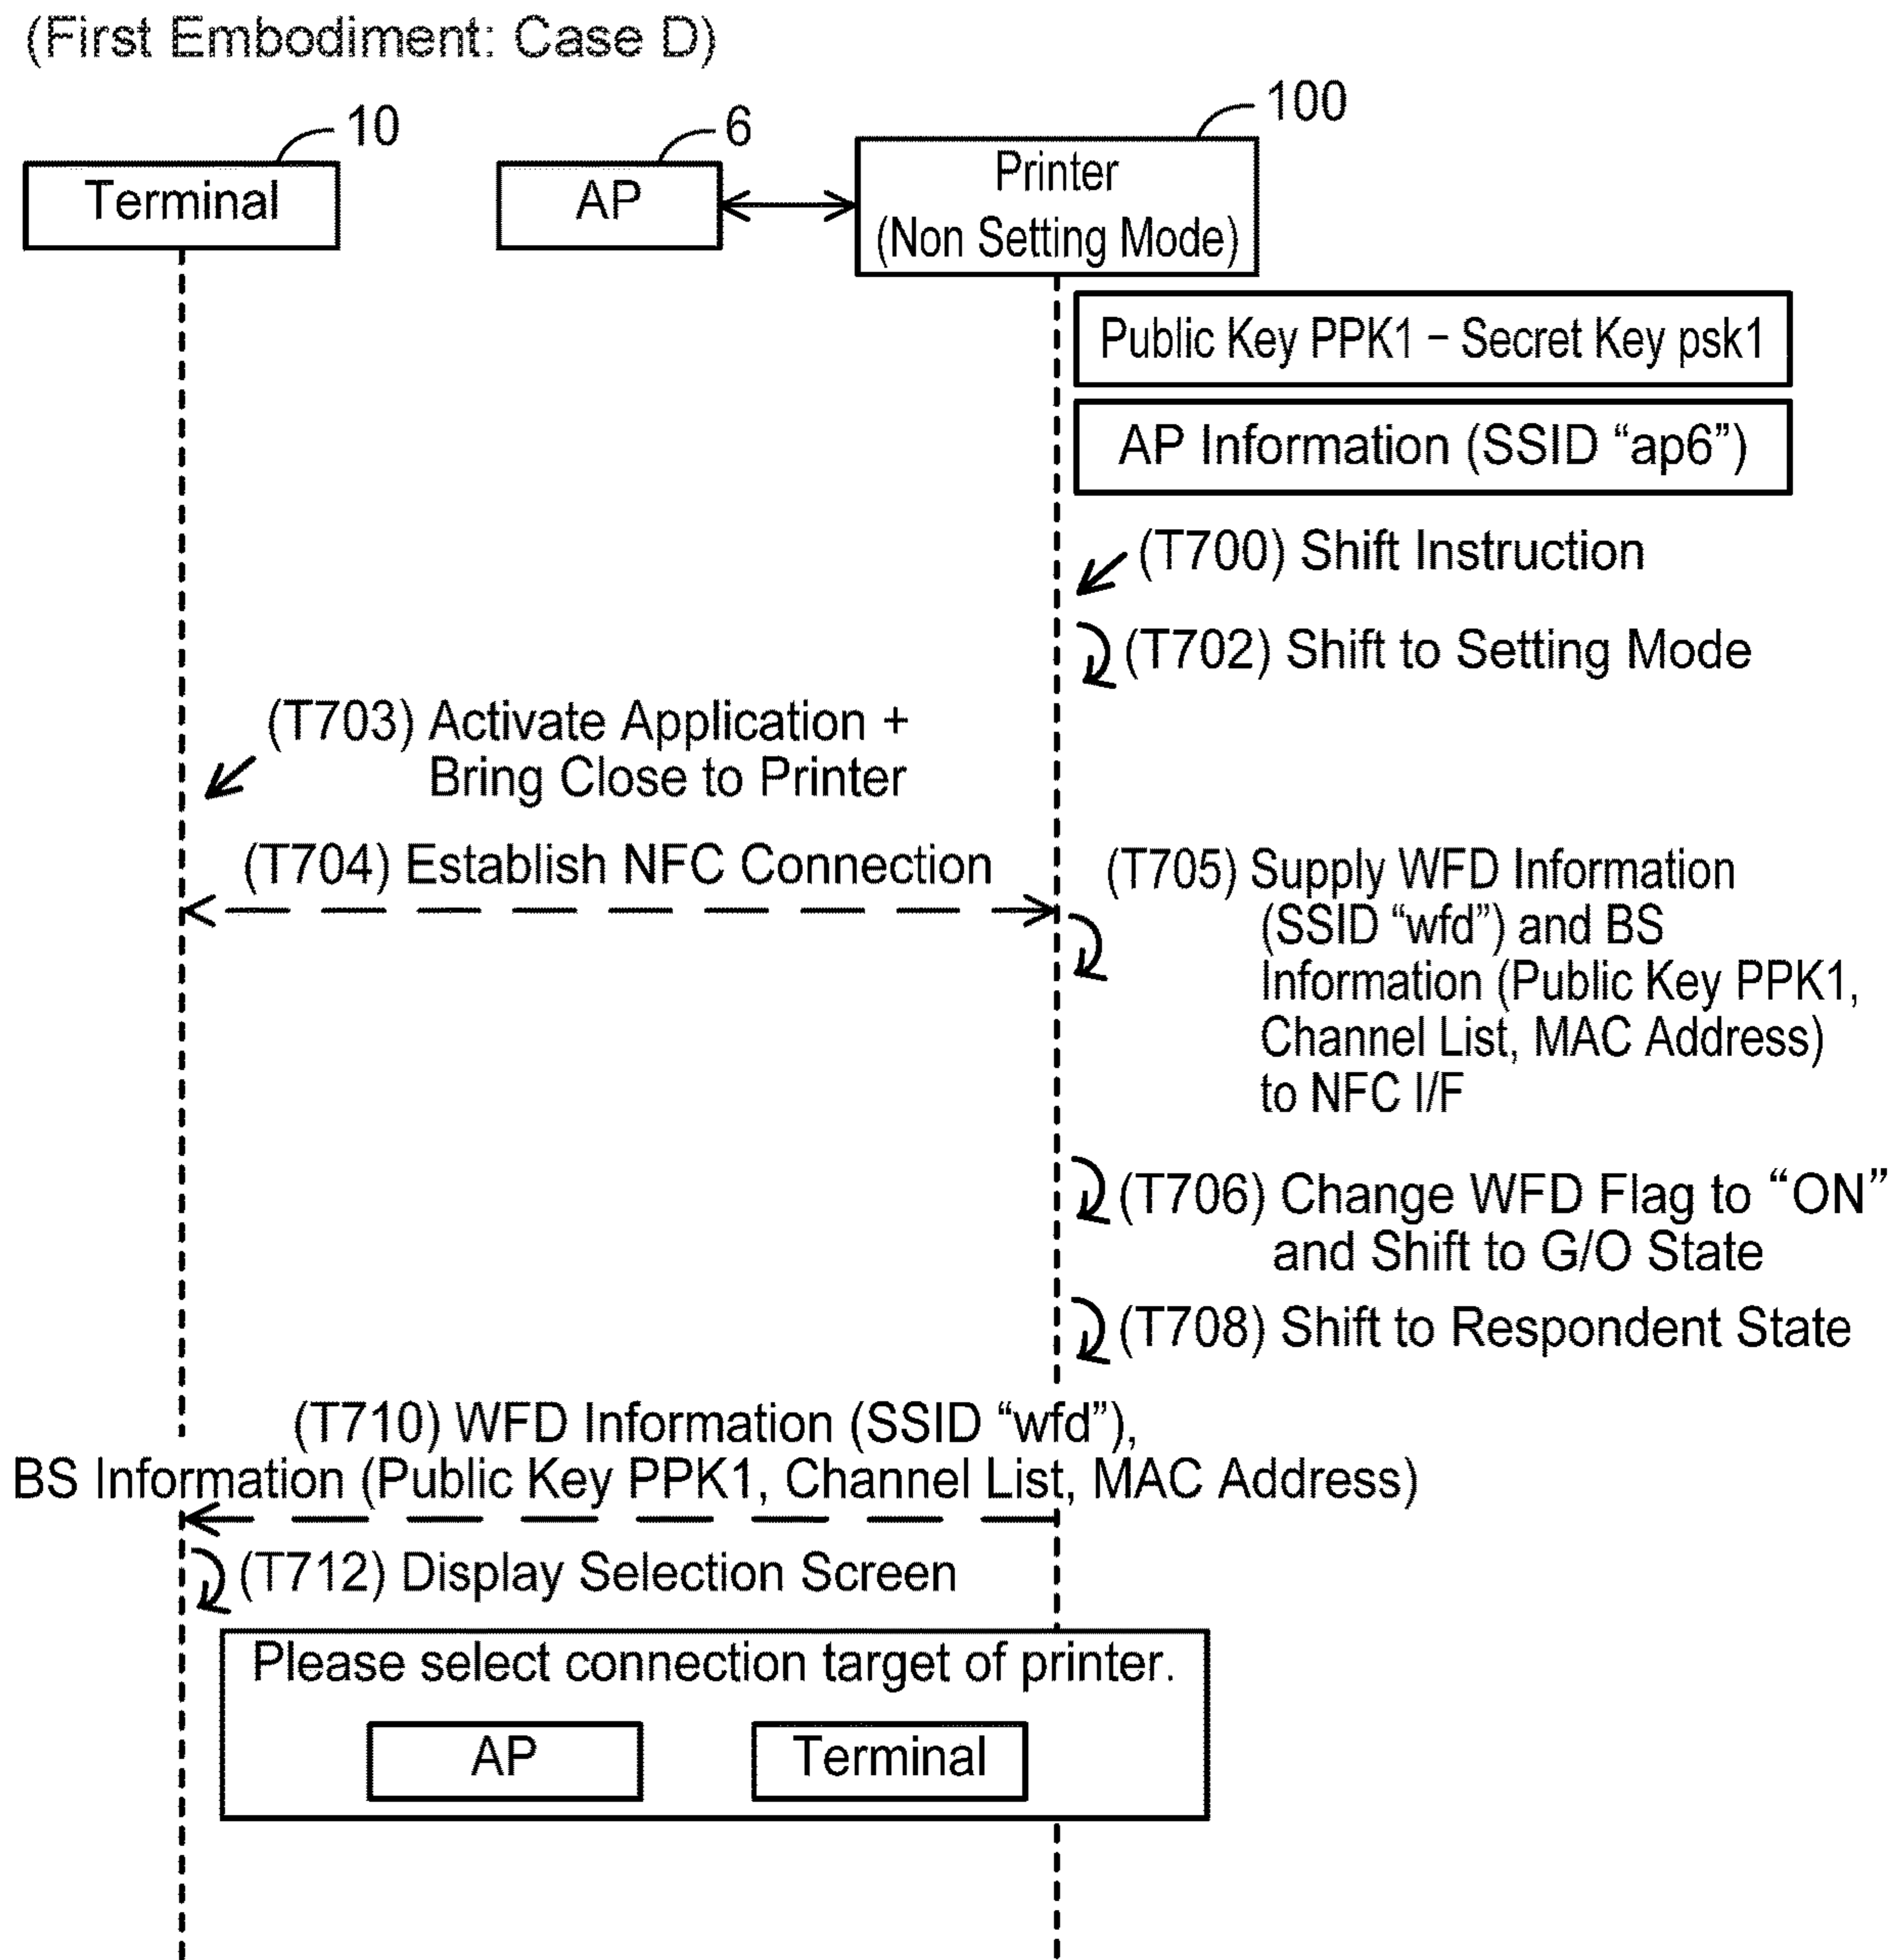 (First Embodiment: Case D)
10
6
100
Terminal
AP
Printer
(Non Setting Mode)
Public Key PPK1 – Secret Key psk1
AP Information (SSID “ap6”)
(T700) Shift Instruction
(T702) Shift to Setting Mode
(T703) Activate Application +
Bring Close to Printer
(T704) Establish NFC Connection
(T705) Supply WFD Information
(SSID “wfd”) and BS
Information (Public Key PPK1,
Channel List, MAC Address)
to NFC I/F
(T706) Change WFD Flag to “ON”
and Shift to G/O State
(T708) Shift to Respondent State
(T710) WFD Information (SSID “wfd”),
BS Information (Public Key PPK1, Channel List, MAC Address)
(T712) Display Selection Screen
Please select connection target of printer.
AP
Terminal